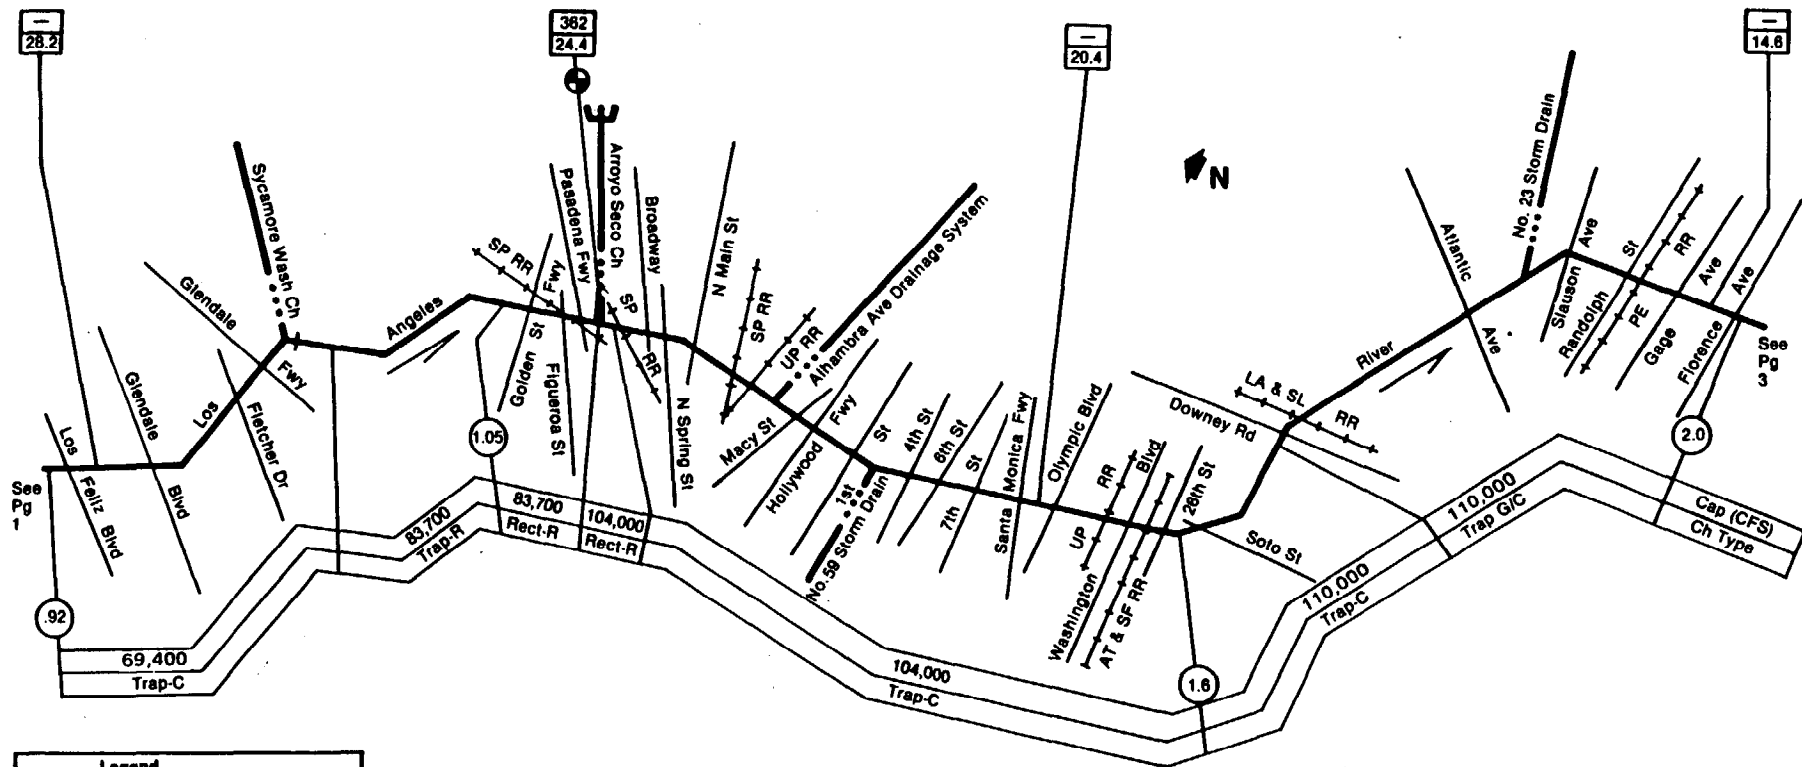 —
28.2
362
24.4
—
20.4
—
14.6
N
Sycamore Wash Ch
Glendale
Fwy
Los
Angeles
River
SP RR
Golden St
Fwy
Pasadena Fwy
Figueroa St
Arroyo Seco Ch
SP
RR
Broadway
N Spring St
N Main St
SP RR
UP RR
Alhambra Ave Drainage System
Macy St
Hollywood
Fwy
1st
St
No. 59 Storm Drain
4th St
6th St
7th
St
Santa Monica Fwy
Olympic Blvd
UP
RR
Washington
Blvd
AT & SF RR
26th St
Soto St
Downey Rd
LA & SL
RR
Atlantic
Ave
No. 23 Storm Drain
Slauson
Ave
Randolph
St
PE
RR
Gage
Ave
Florence
Ave
See
Pg
3
See
Pg
1
Los
Feliz
Blvd
Glendale
Blvd
Fletcher Dr
.92
1.05
1.6
2.0
69,400
Trap-C
83,700
Trap-R
83,700
Rect-R
104,000
Rect-R
104,000
Trap-C
110,000
Trap-C
110,000
Trap G/C
Cap (CFS)
Ch Type
Legend